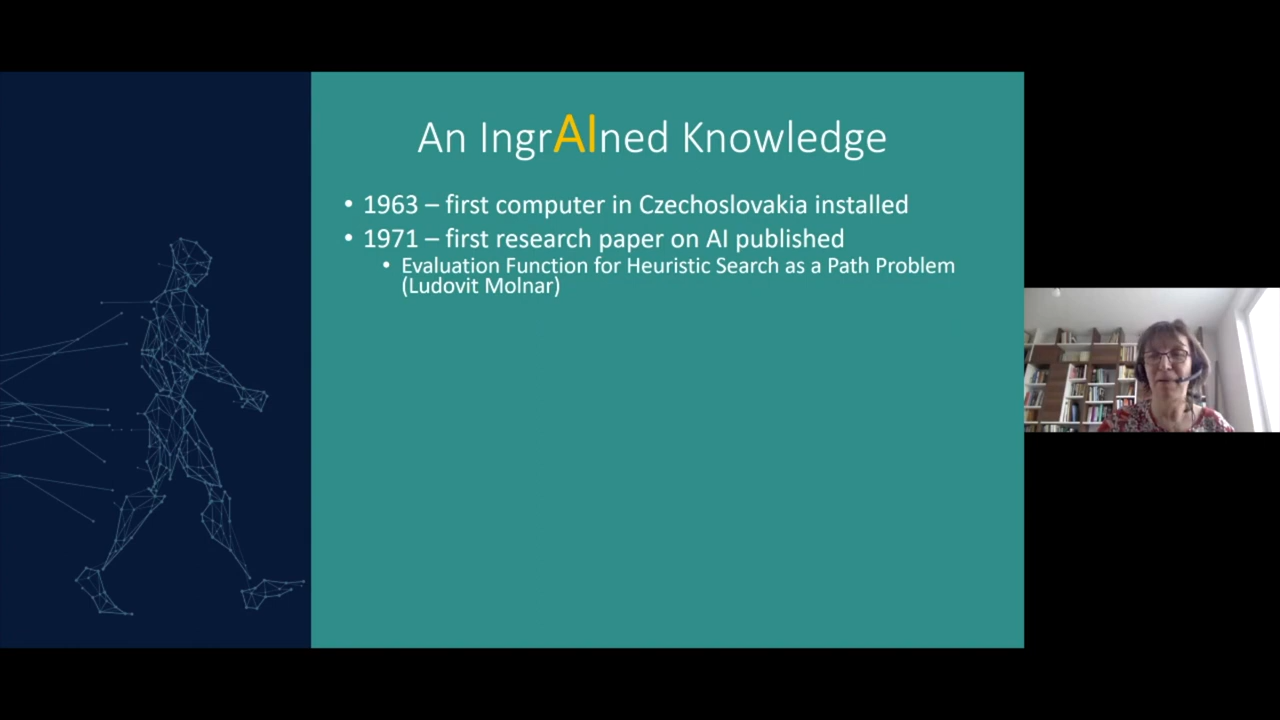 An IngrAIned Knowledge
• 1963 – first computer in Czechoslovakia installed
• 1971 – first research paper on AI published
• Evaluation Function for Heuristic Search as a Path Problem
(Ludovit Molnar)